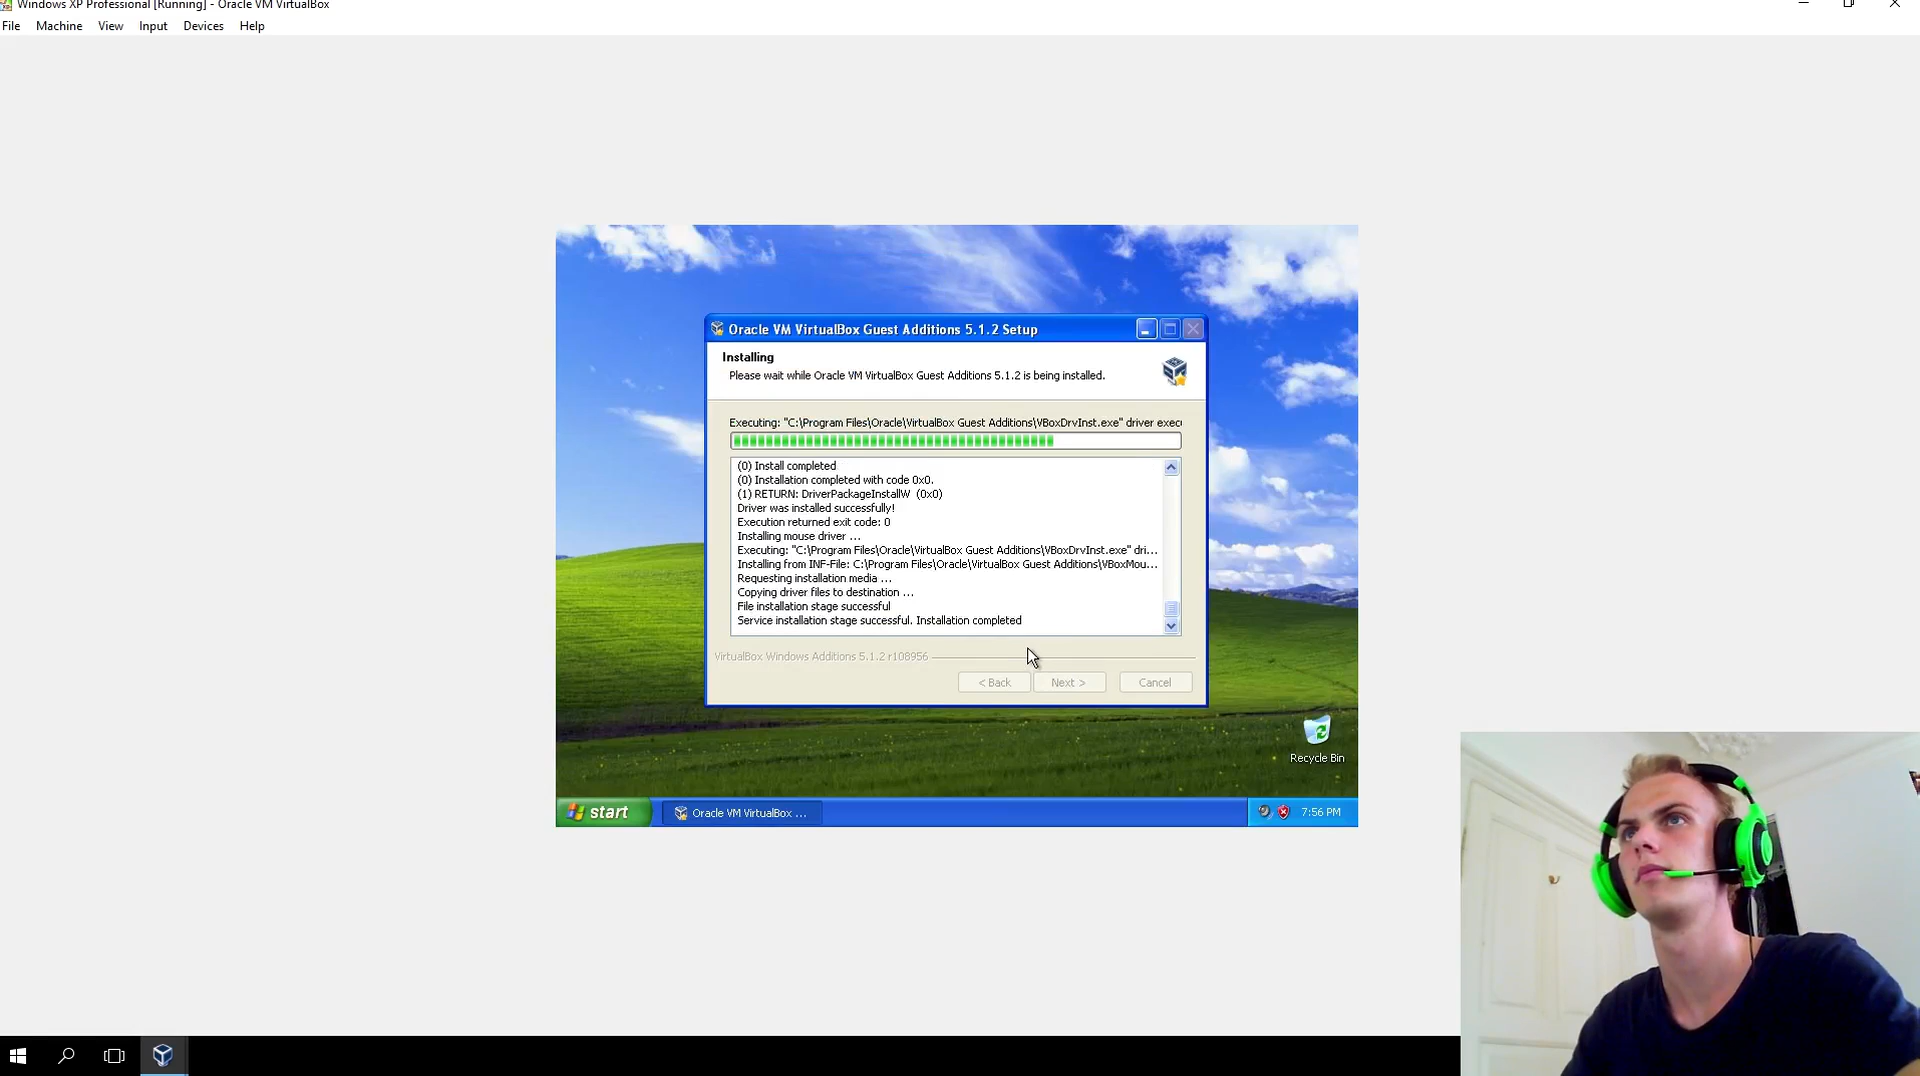 Windows XP Professional [Running] - Oracle VM VirtualBox
File Machine View Input Devices Help
Oracle VM VirtualBox Guest Additions 5.1.2 Setup
Installing
Please wait while Oracle VM VirtualBox Guest Additions 5.1.2 is being installed.
Executing: "C:\Program Files\Oracle\VirtualBox Guest Additions\VBoxDrvInst.exe" driver execu
(0) Install completed
(0) Installation completed with code 0x0.
(1) RETURN: DriverPackageInstallW (0x0)
Driver was installed successfully!
Execution returned exit code: 0
Installing mouse driver ...
Executing: "C:\Program Files\Oracle\VirtualBox Guest Additions\VBoxDrvInst.exe" dri...
Installing from INF-File: C:\Program Files\Oracle\VirtualBox Guest Additions\VBoxMou...
Requesting installation media ...
Copying driver files to destination ...
File installation stage successful
Service installation stage successful. Installation completed
VirtualBox Windows Additions 5.1.2 r108956
< Back Next > Cancel
Recycle Bin
start Oracle VM VirtualBox ... 7:56 PM